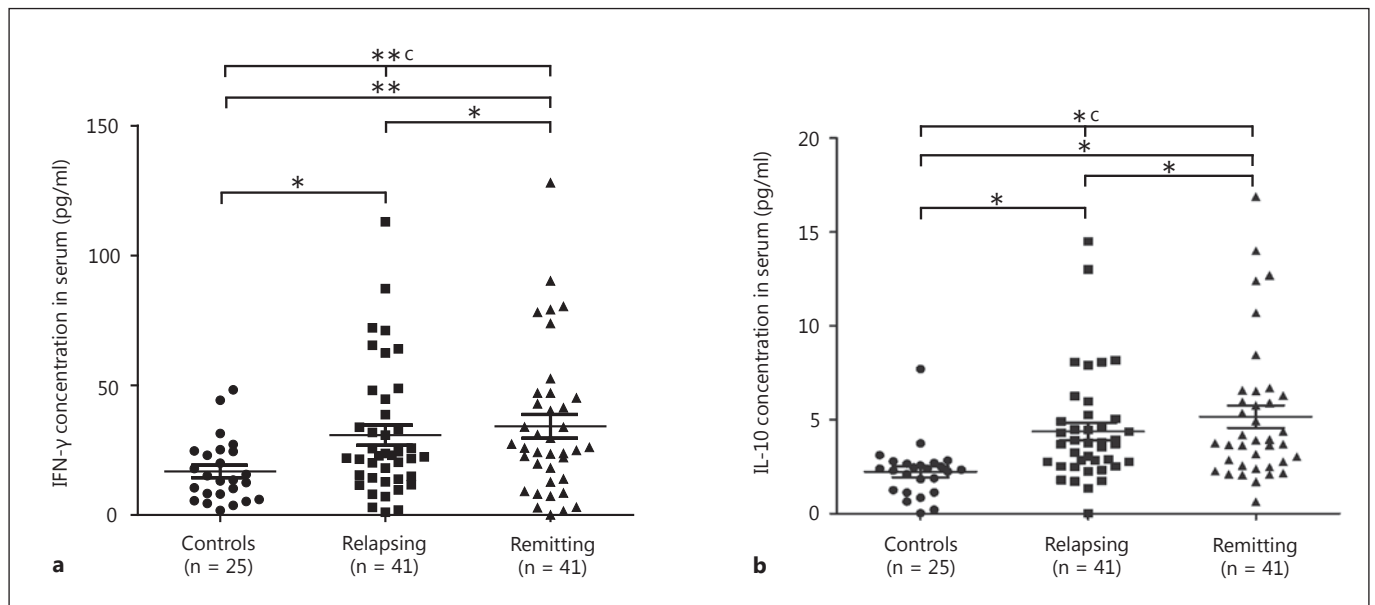 **c
**
*
*
150
100
50
0
IFN-γ concentration in serum (pg/ml)
Controls
(n = 25)
Relapsing
(n = 41)
Remitting
(n = 41)
a
*c
*
*
*
20
15
10
5
0
IL-10 concentration in serum (pg/ml)
Controls
(n = 25)
Relapsing
(n = 41)
Remitting
(n = 41)
b